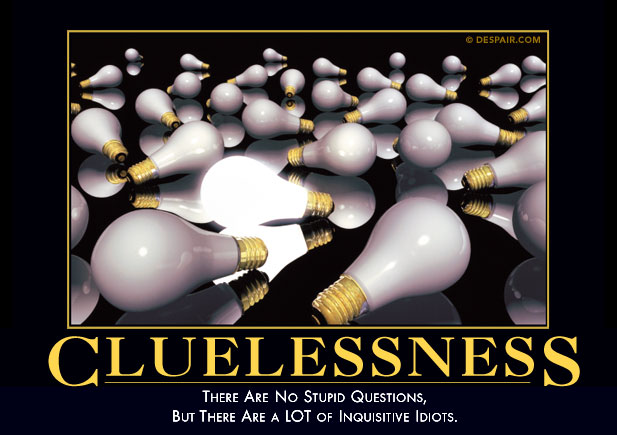 © DESPAIR.COM
CLUELESSNESS
THERE ARE NO STUPID QUESTIONS,
BUT THERE ARE A LOT OF INQUISITIVE IDIOTS.